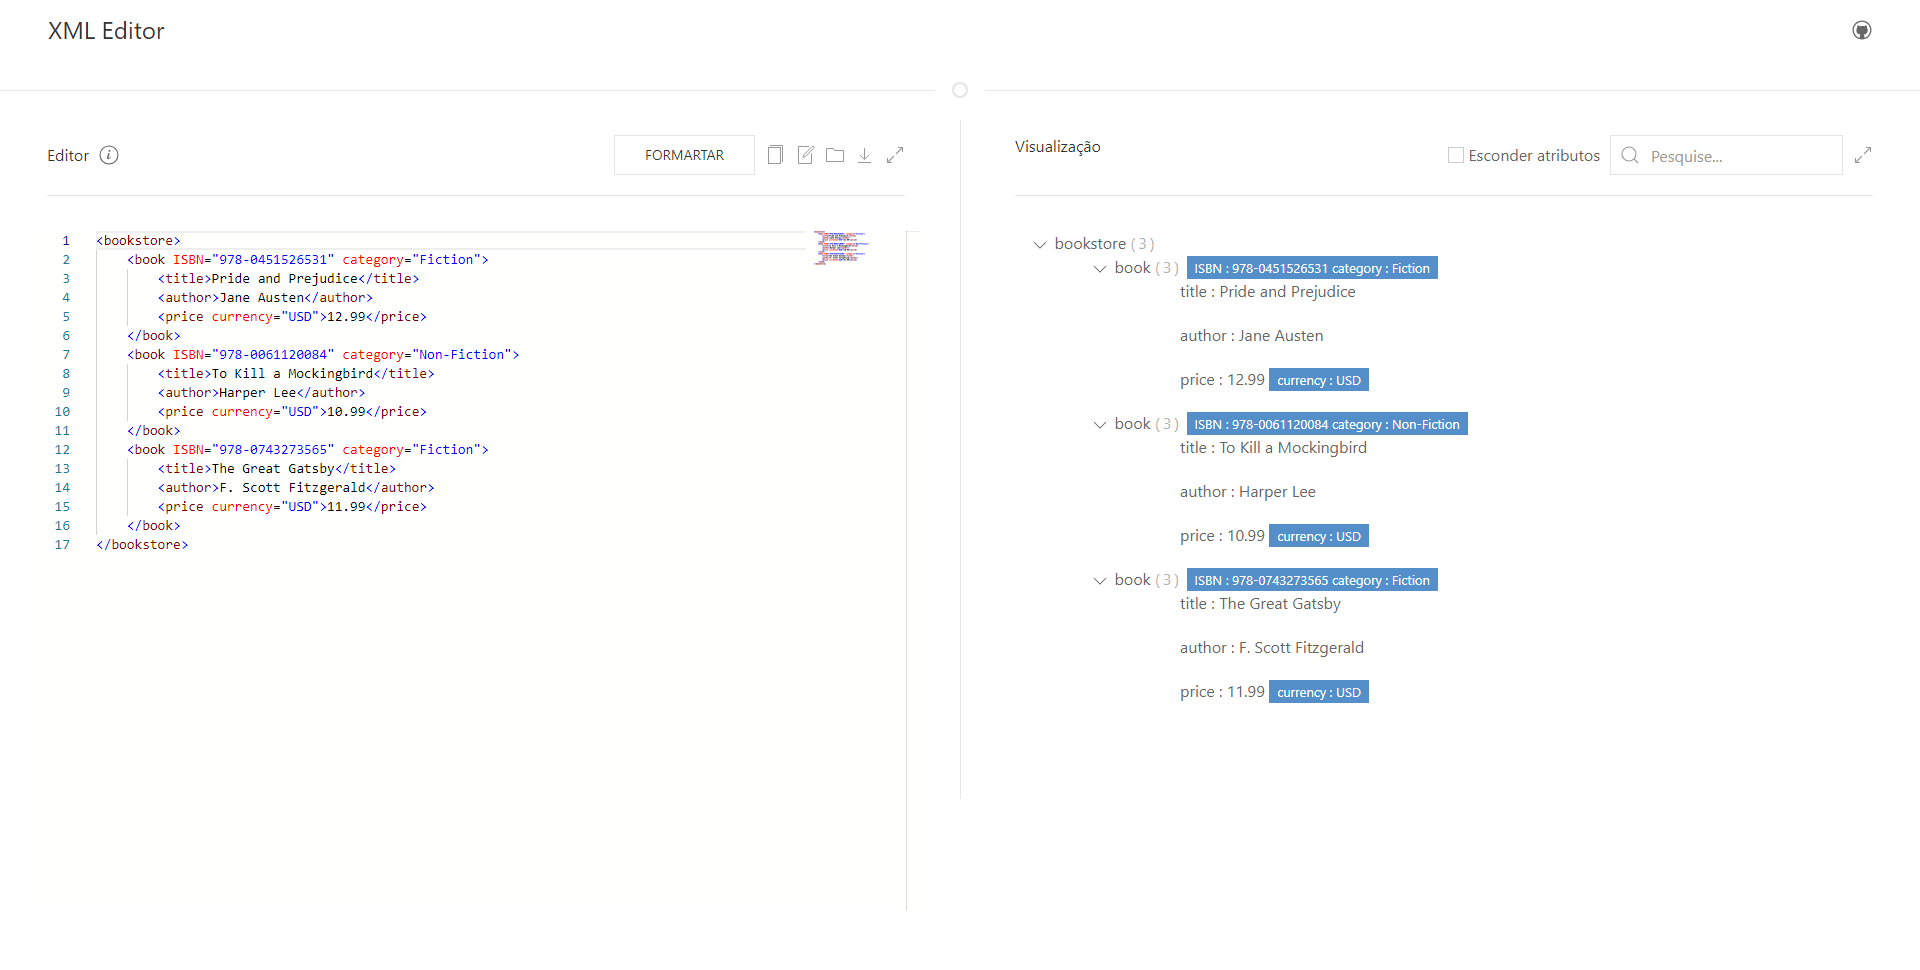 XML Editor
Editor
FORMARTAR
1 <bookstore>
2 <book ISBN="978-0451526531" category="Fiction">
3 <title>Pride and Prejudice</title>
4 <author>Jane Austen</author>
5 <price currency="USD">12.99</price>
6 </book>
7 <book ISBN="978-0061120084" category="Non-Fiction">
8 <title>To Kill a Mockingbird</title>
9 <author>Harper Lee</author>
10 <price currency="USD">10.99</price>
11 </book>
12 <book ISBN="978-0743273565" category="Fiction">
13 <title>The Great Gatsby</title>
14 <author>F. Scott Fitzgerald</author>
15 <price currency="USD">11.99</price>
16 </book>
17 </bookstore>
Visualização
Esconder atributos
Pesquise...
bookstore (3)
book (3) ISBN : 978-0451526531 category : Fiction
title : Pride and Prejudice
author : Jane Austen
price : 12.99 currency : USD
book (3) ISBN : 978-0061120084 category : Non-Fiction
title : To Kill a Mockingbird
author : Harper Lee
price : 10.99 currency : USD
book (3) ISBN : 978-0743273565 category : Fiction
title : The Great Gatsby
author : F. Scott Fitzgerald
price : 11.99 currency : USD